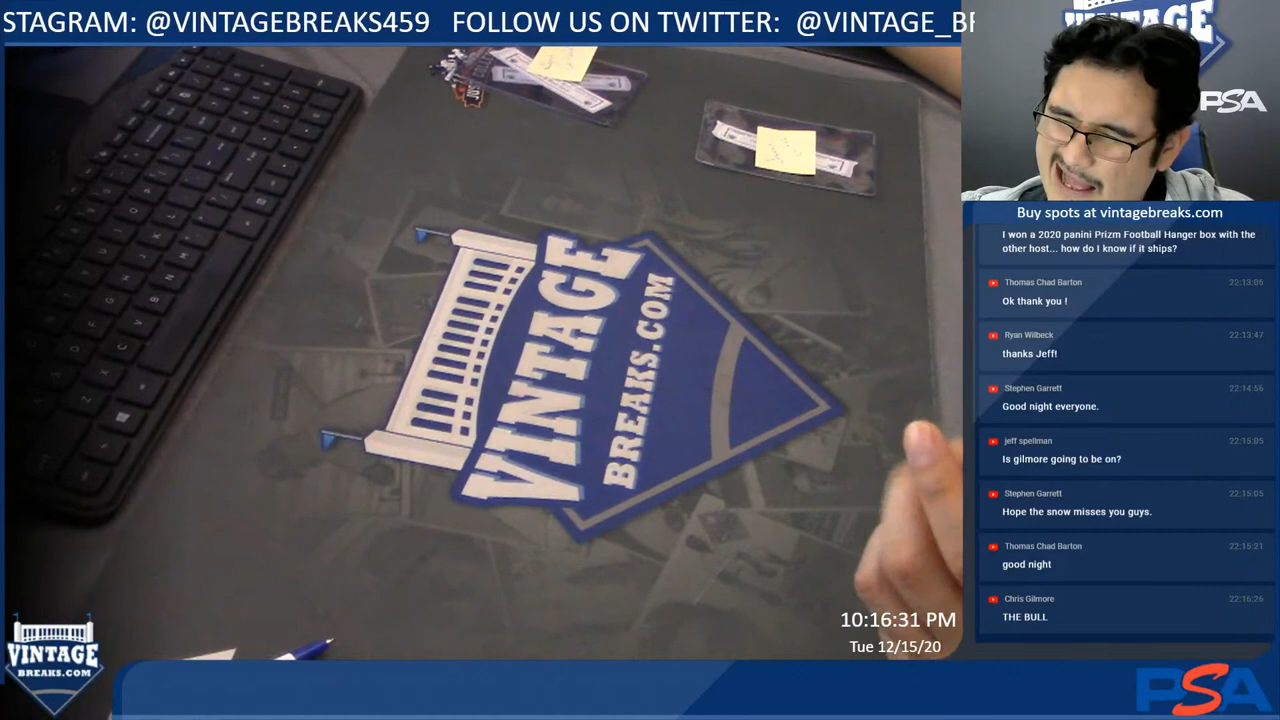 STAGRAM: @VINTAGEBREAKS459 FOLLOW US ON TWITTER: @VINTAGE_B
VINTAGE
PSA
Buy spots at vintagebreaks.com
I won a 2020 panini Prizm Football Hanger box with the
other host... how do I know if it ships?
Thomas Chad Barton 22:13:05
Ok thank you !
Ryan Wilbeck 22:13:47
thanks Jeff!
Stephen Garrett 22:14:56
Good night everyone.
jeff spellman 22:15:05
Is gilmore going to be on?
Stephen Garrett 22:15:05
Hope the snow misses you guys.
Thomas Chad Barton 22:15:21
good night
Chris Gilmore 22:16:26
THE BULL
VINTAGE
BREAKS.COM
10:16:31 PM
Tue 12/15/20
VINTAGE
BREAKS.COM
PSA